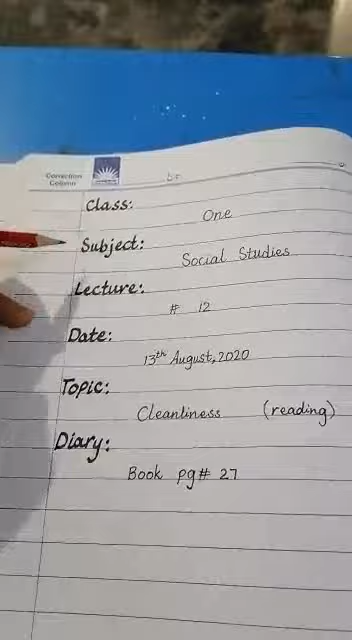 Correction
Column
Class:
One
Subject:
Social Studies
Lecture:
# 12
Date:
13th August, 2020
Topic:
Cleanliness (reading)
Diary:
Book pg# 27